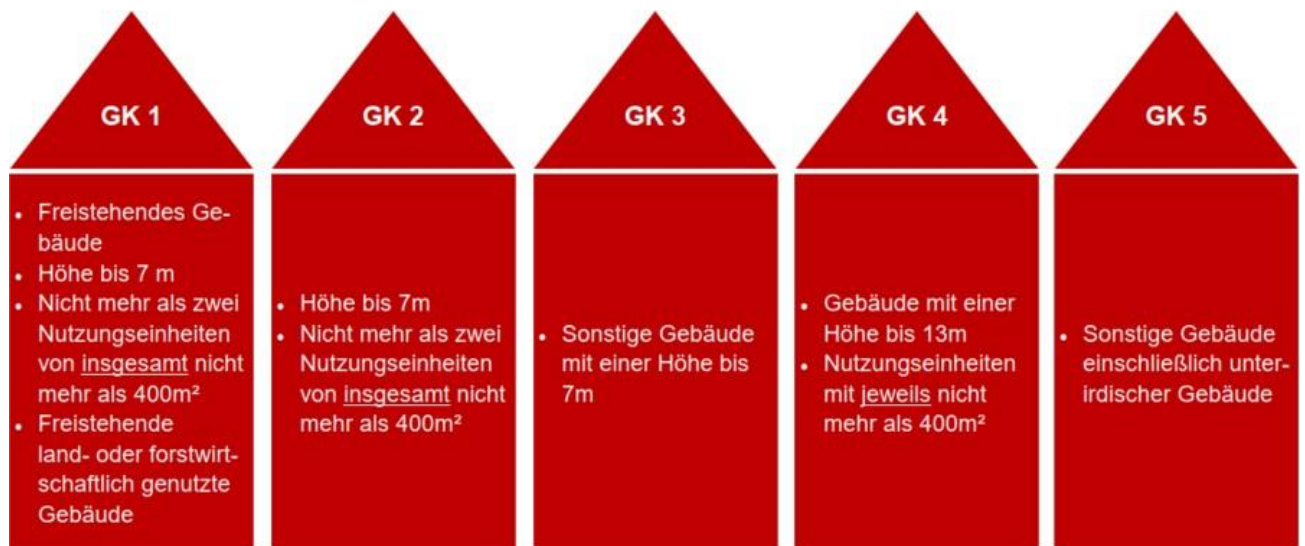 GK 1
• Freistehendes Ge-
bäude
• Höhe bis 7 m
• Nicht mehr als zwei
Nutzungseinheiten
von insgesamt nicht
mehr als 400m²
• Freistehende
land- oder forstwirt-
schaftlich genutzte
Gebäude
GK 2
• Höhe bis 7m
• Nicht mehr als zwei
Nutzungseinheiten
von insgesamt nicht
mehr als 400m²
GK 3
• Sonstige Gebäude
mit einer Höhe bis
7m
GK 4
• Gebäude mit einer
Höhe bis 13m
• Nutzungseinheiten
mit jeweils nicht
mehr als 400m²
GK 5
• Sonstige Gebäude
einschließlich unter-
irdischer Gebäude